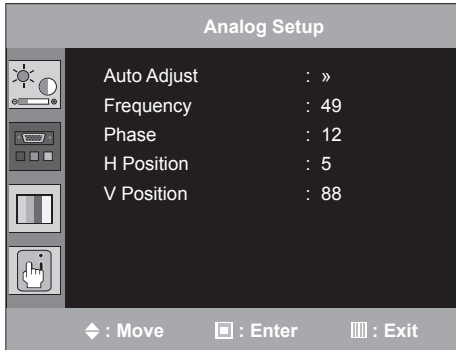 Analog Setup
Auto Adjust : »
Frequency : 49
Phase : 12
H Position : 5
V Position : 88
: Move : Enter : Exit